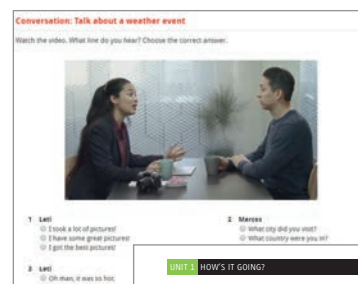 Conversation: Talk about a weather event
Watch the video. What line do you hear? Choose the correct answer.
1 Leti
I took a lot of pictures!
I have some great pictures!
I got the best pictures!
2 Marcos
What city did you visit?
What country were you in?
3 Leti
Oh man, it was so hot.
UNIT 1 HOW'S IT GOING?